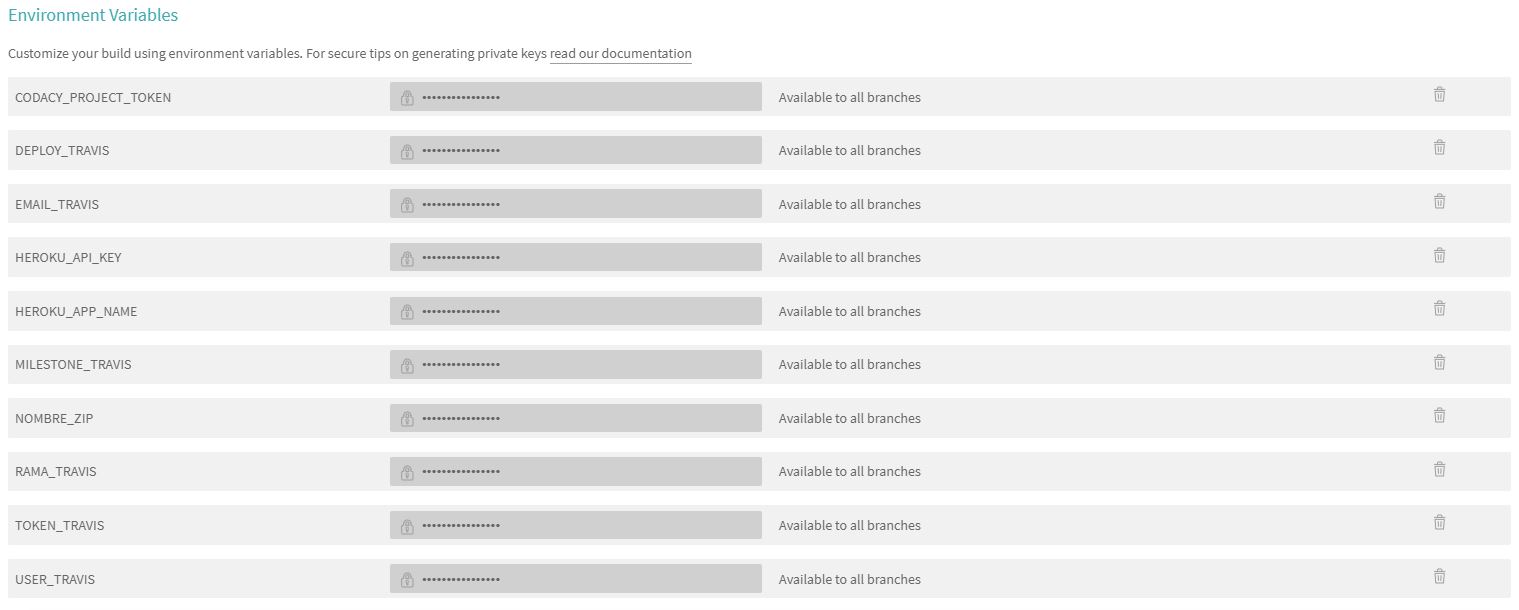 Environment Variables
Customize your build using environment variables. For secure tips on generating private keys read our documentation
CODACY_PROJECT_TOKEN •••••••••••••••• Available to all branches
DEPLOY_TRAVIS •••••••••••••••• Available to all branches
EMAIL_TRAVIS •••••••••••••••• Available to all branches
HEROKU_API_KEY •••••••••••••••• Available to all branches
HEROKU_APP_NAME •••••••••••••••• Available to all branches
MILESTONE_TRAVIS •••••••••••••••• Available to all branches
NOMBRE_ZIP •••••••••••••••• Available to all branches
RAMA_TRAVIS •••••••••••••••• Available to all branches
TOKEN_TRAVIS •••••••••••••••• Available to all branches
USER_TRAVIS •••••••••••••••• Available to all branches